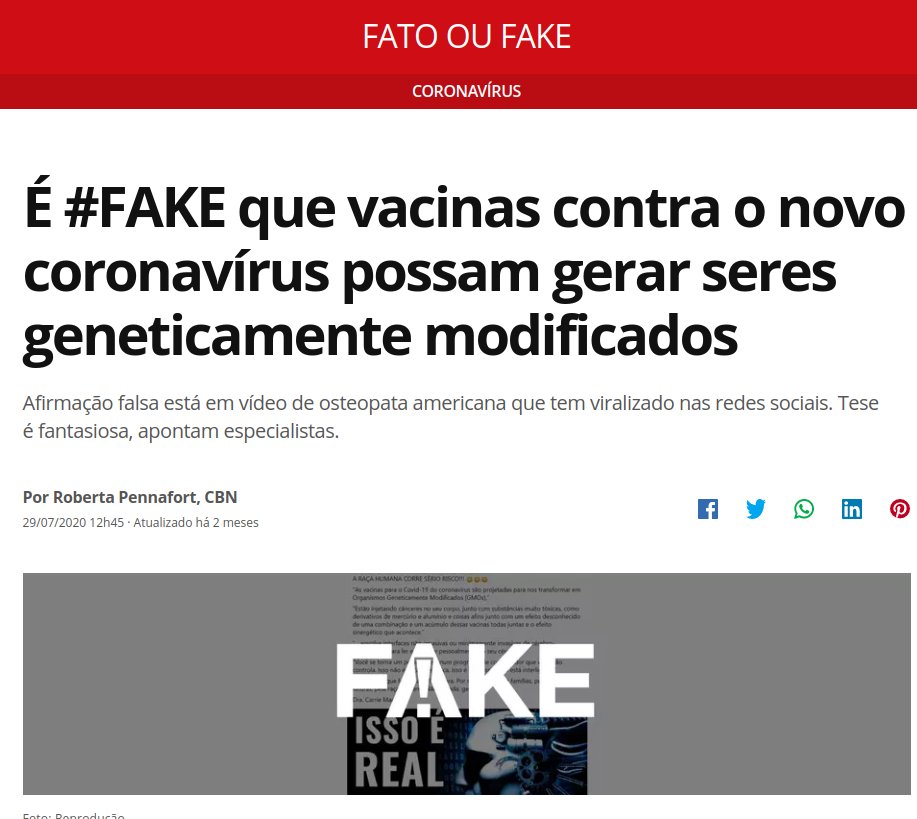 FATO OU FAKE
CORONAVÍRUS
É #FAKE que vacinas contra o novo
coronavírus possam gerar seres
geneticamente modificados
Afirmação falsa está em vídeo de osteopata americana que tem viralizado nas redes sociais. Tese
é fantasiosa, apontam especialistas.
Por Roberta Pennafort, CBN
29/07/2020 12h45 · Atualizado há 2 meses
A RAÇA HUMANA CORRE SÉRIO RISCO!!!
"As vacinas para o Covid-19 do coronavírus são projetadas para nos transformar em
Organismos Geneticamente Modificados (GMOs),"
"Estão injetando cânceres no seu corpo, junto com substâncias muito tóxicas, como
derivativos de mercúrio e alumínio e coisas afins junto com um efeito desconhecido
de uma combinação e um acúmulo dessas vacinas todas juntas e o efeito
sinergético que acontece."
FAKE
ISSO É
REAL
Foto: Reprodução